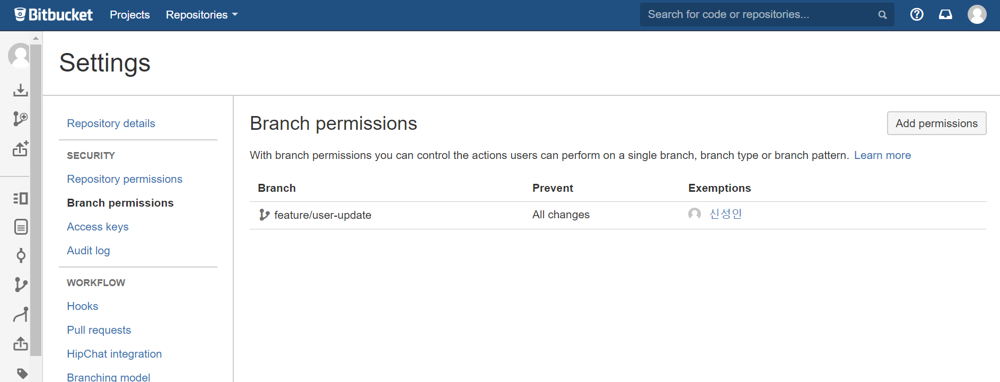 Bitbucket Projects Repositories Search for code or repositories...
Settings
Repository details
SECURITY
Repository permissions
Branch permissions
Access keys
Audit log
WORKFLOW
Hooks
Pull requests
HipChat integration
Branching model
Branch permissions Add permissions
With branch permissions you can control the actions users can perform on a single branch, branch type or branch pattern. Learn more
Branch Prevent Exemptions
feature/user-update All changes 신성인